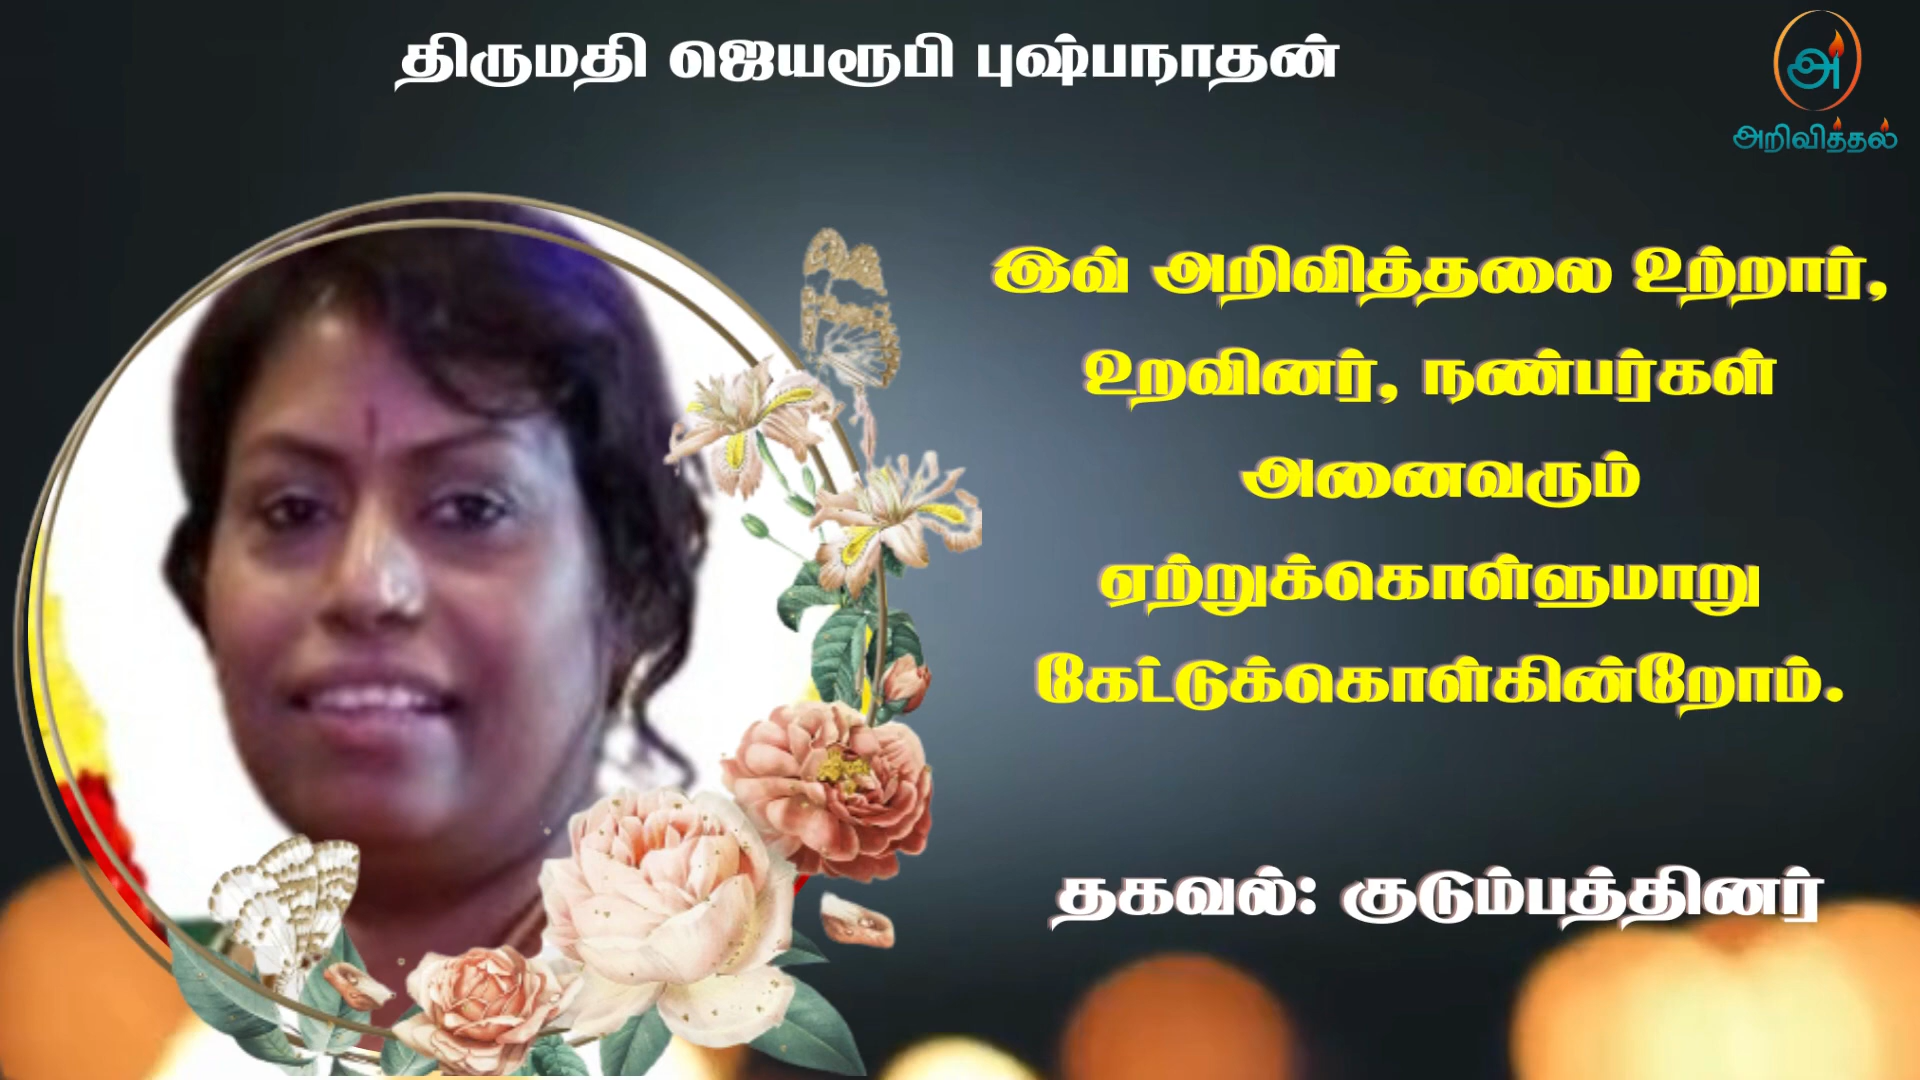 திருமதி ஜெயரூபி புஷ்பநாதன்
அ
அறிவித்தல்
இவ் அறிவித்தலை உற்றார்,
உறவினர், நண்பர்கள்
அனைவரும்
ஏற்றுக்கொள்ளுமாறு
கேட்டுக்கொள்கின்றோம்.
தகவல்: குடும்பத்தினர்